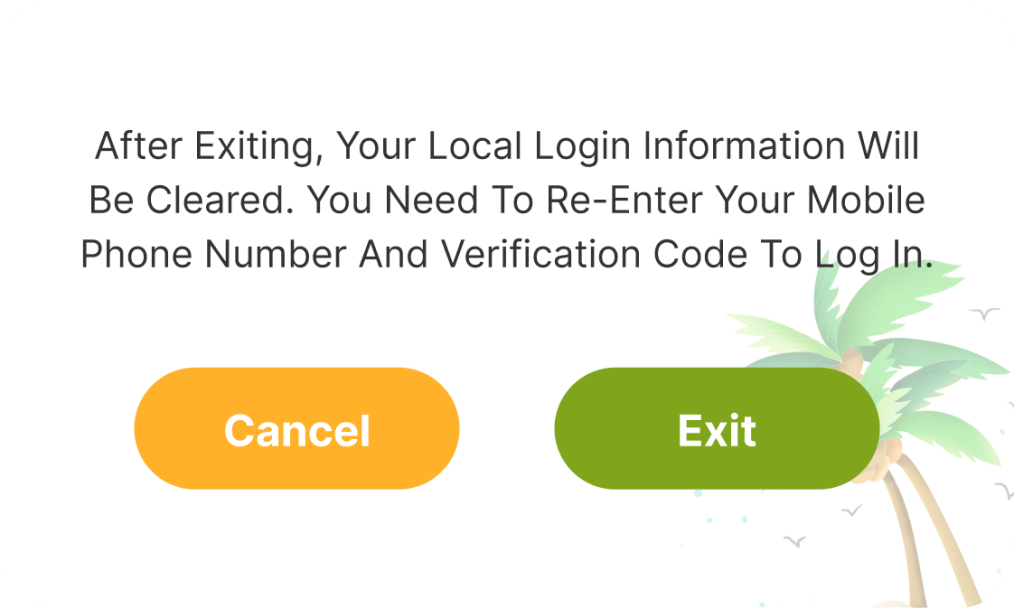 After Exiting, Your Local Login Information Will
Be Cleared. You Need To Re-Enter Your Mobile
Phone Number And Verification Code To Log In.
Cancel
Exit